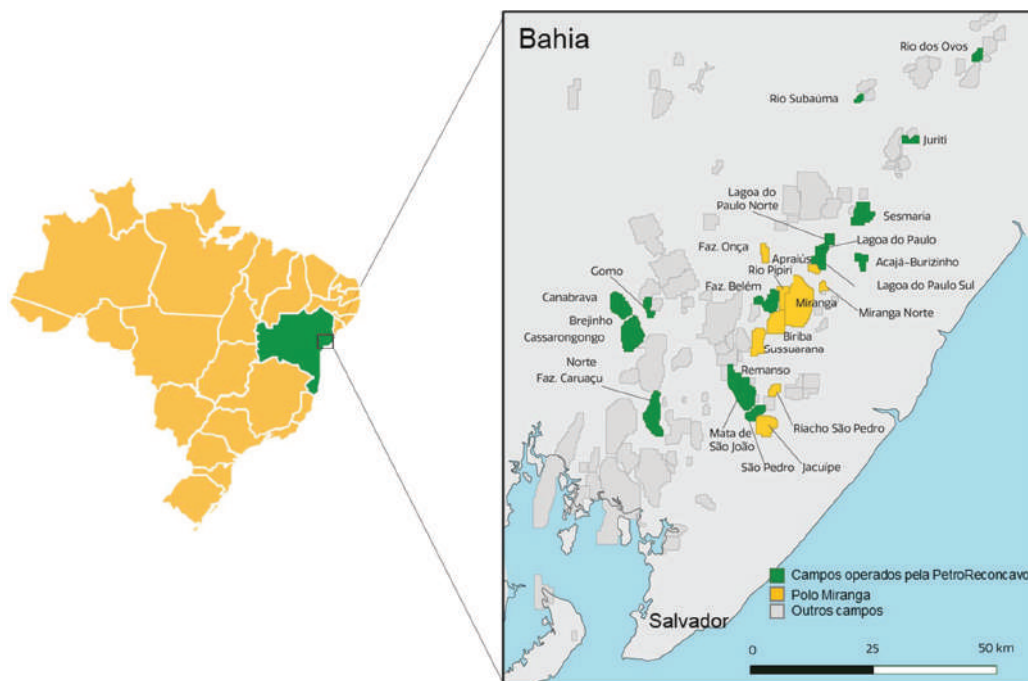 Bahia
Rio dos Ovos
Rio Subaúma
Juriti
Lagoa do
Paulo Norte
Sesmaria
Faz. Onça
Lagoa do Paulo
Apraiús
Gomo
Rio Pipiri
Acajá-Burizinho
Canabrava
Faz. Belém
Lagoa do Paulo Sul
Miranga
Brejinho
Miranga Norte
Cassarongongo
Biriba
Sussuarana
Norte
Faz. Caruaçu
Remanso
Mata de
São João
Riacho São Pedro
São Pedro
Jacuípe
Campos operados pela PetroReconcavo
Polo Miranga
Outros campos
Salvador
0 25 50 km